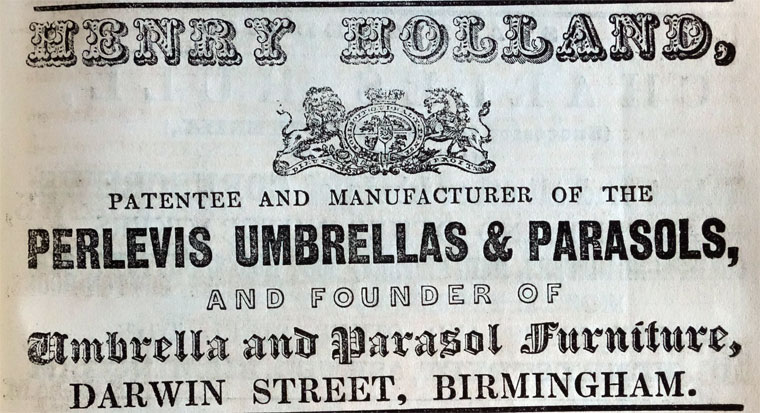 HENRY HOLLAND,
PATENTEE AND MANUFACTURER OF THE
PERLEVIS UMBRELLAS & PARASOLS,
AND FOUNDER OF
Umbrella and Parasol Furniture,
DARWIN STREET, BIRMINGHAM.